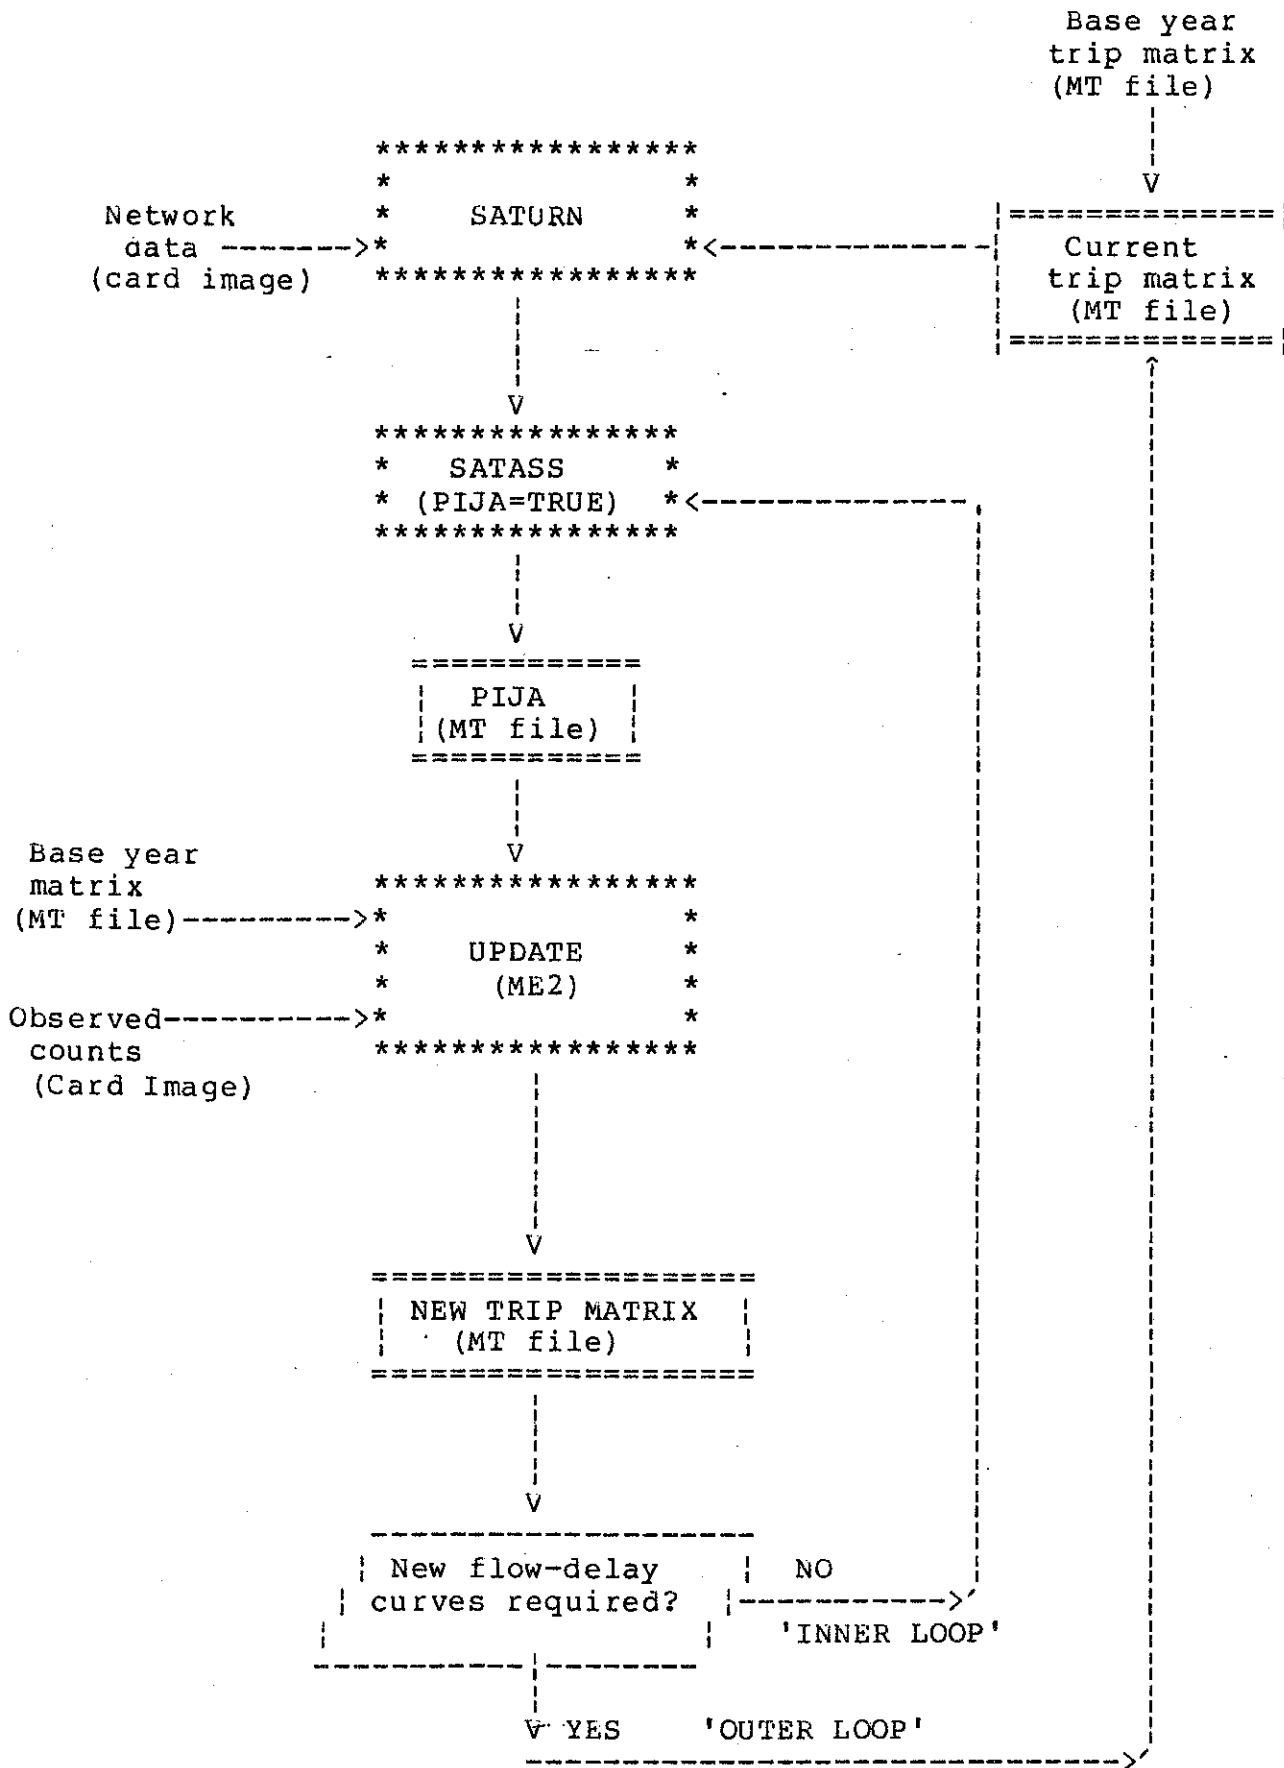 Base year
trip matrix
(MT file)
SATURN
Network
data
(card image)
Current
trip matrix
(MT file)
SATASS
(PIJA=TRUE)
PIJA
(MT file)
Base year
matrix
(MT file)
UPDATE
(ME2)
Observed
counts
(Card Image)
NEW TRIP MATRIX
(MT file)
New flow-delay
curves required?
NO
'INNER LOOP'
YES 'OUTER LOOP'